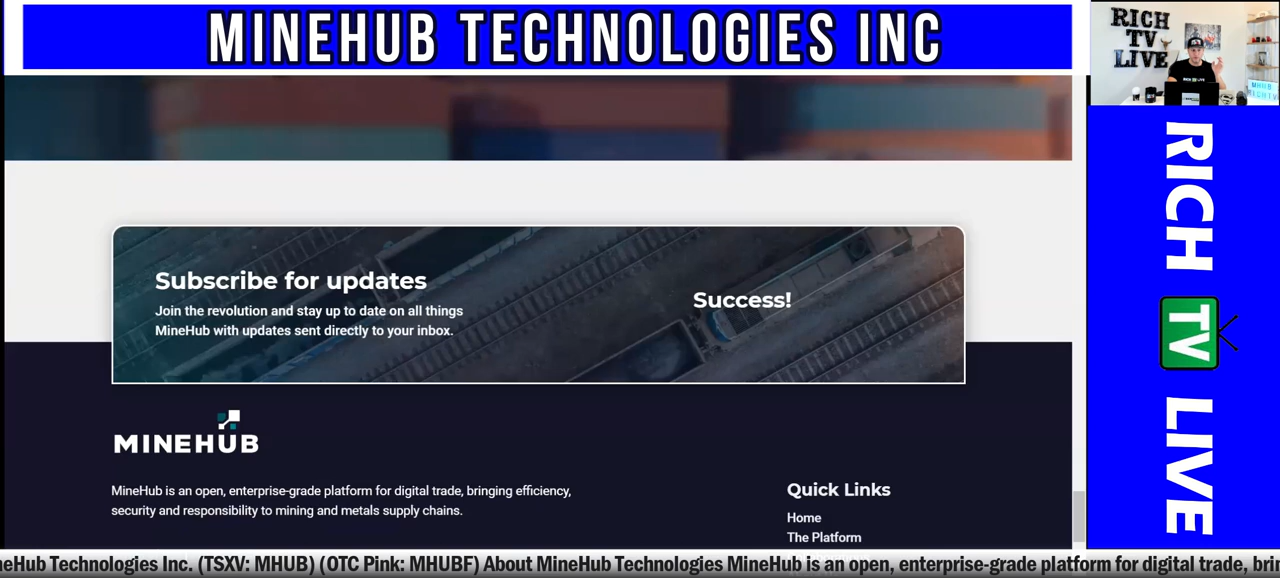 MINEHUB TECHNOLOGIES INC
RICH
TV
LIVE
RICH TV LIVE
Subscribe for updates
Join the revolution and stay up to date on all things
MineHub with updates sent directly to your inbox.
Success!
MINEHUB
MineHub is an open, enterprise-grade platform for digital trade, bringing efficiency,
security and responsibility to mining and metals supply chains.
Quick Links
Home
The Platform
neHub Technologies Inc. (TSXV: MHUB) (OTC Pink: MHUBF) About MineHub Technologies MineHub is an open, enterprise-grade platform for digital trade, bri